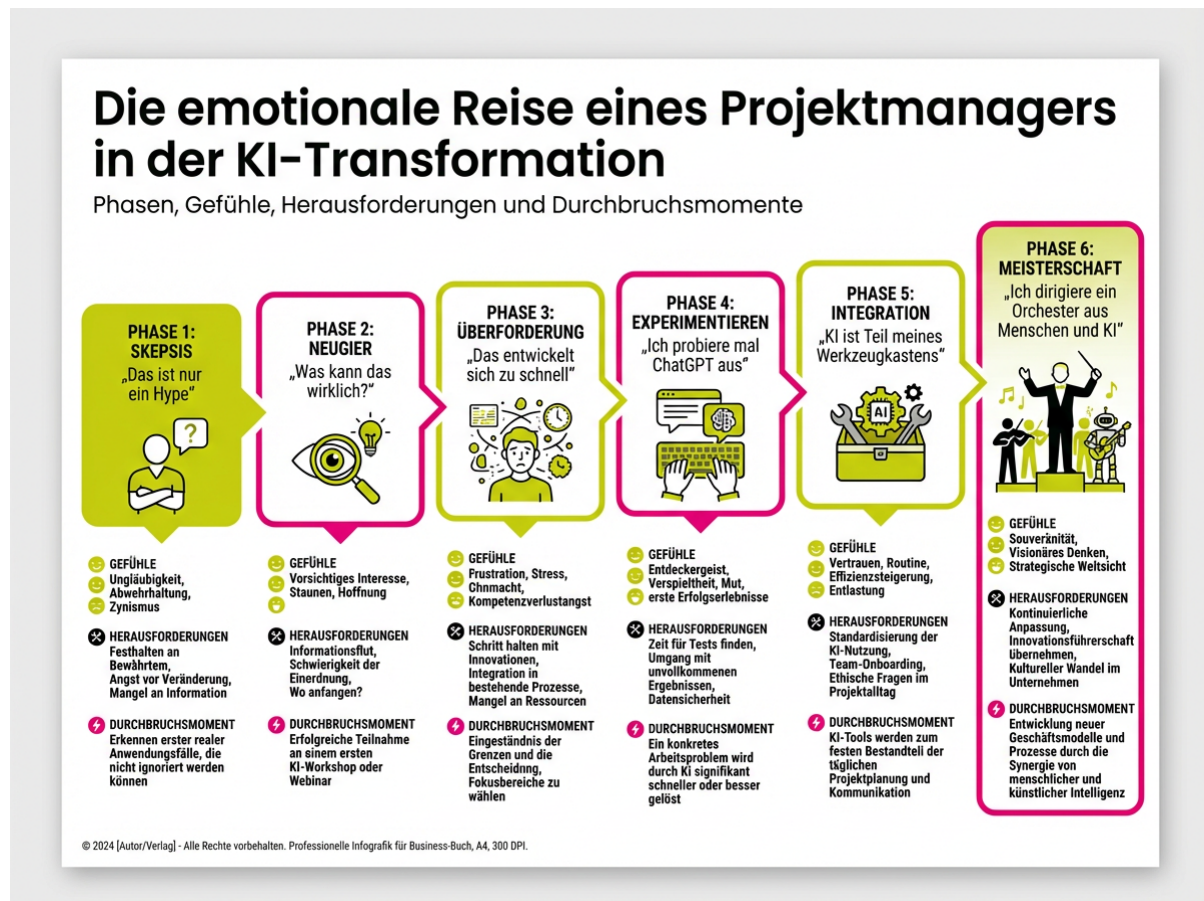 Die emotionale Reise eines Projektmanagers
in der KI-Transformation
Phasen, Gefühle, Herausforderungen und Durchbruchsmomente
PHASE 1:
SKEPSIS
„Das ist nur
ein Hype"
?
GEFÜHLE
Ungläubigkeit,
Abwehrhaltung,
Zynismus
HERAUSFORDERUNGEN
Festhalten an
Bewährtem,
Angst vor Veränderung,
Mangel an Information
DURCHBRUCHSMOMENT
Erkennen erster realer
Anwendungsfälle, die
nicht ignoriert werden
können
PHASE 2:
NEUGIER
„Was kann das
wirklich?"
GEFÜHLE
Vorsichtiges Interesse,
Staunen, Hoffnung
HERAUSFORDERUNGEN
Informationsflut,
Schwierigkeit der
Einordnung,
Wo anfangen?
DURCHBRUCHSMOMENT
Erfolgreiche Teilnahme
an sinem ersten
KI-Workshop oder
Webinar
PHASE 3:
ÜBERFORDERUNG
„Das entwickelt
sich zu schnell"
GEFÜHLE
Frustration, Stress,
Chnmacht,
Kompetenzverlustangst
HERAUSFORDERUNGEN
Schritt halten mit
Innovationen,
Integration in
bestehende Prozesse,
Mangel an Ressourcen
DURCHBRUCHSMOMENT
Eingeständnis der
Grenzen und die
Entscheidnng,
Fokusbereiche zu
wählen
PHASE 4:
EXPERIMENTIEREN
„Ich probiere mal
ChatGPT aus"
GEFÜHLE
Entdeckergeist,
Verspieltheit, Mut,
erste Erfolgserlebnisse
HERAUSFORDERUNGEN
Zeit für Tests finden,
Umgang mit
unvollkommenen
Ergebnissen,
Datensicherheit
DURCHBRUCHSMOMENT
Ein konkretes
Arbeitsproblem wird
durch KI signifikant
schneller oder besser
gelöst
PHASE 5:
INTEGRATION
„KI ist Teil meines
Werkzeugkastens"
AI
GEFÜHLE
Vertrauen, Routine,
Effizienzsteigerung,
Entlastung
HERAUSFORDERUNGEN
Standardisierung der
KI-Nutzung,
Team-Onboarding,
Ethische Fragen im
Projektalltag
DURCHBRUCHSMOMENT
KI-Tools werden zum
festen Bestandteli der
täglichen
Projektplanung und
Kommunikation
PHASE 6:
MEISTERSCHAFT
„Ich dirigiere ein
Orchester aus
Menschen und KI"
GEFÜHLE
Souveränität,
Visionäres Denken,
Strategische Weltsicht
HERAUSFORDERUNGEN
Kontinuierliche
Anpassung,
Innovationsführerschaft
übernehmen,
Kultureller Wandel im
Unternehmen
DURCHBRUCHSMOMENT
Entwicklung neuer
Geschäftsmodelle und
Prozesse durch die
Synergie von
menschlicher und
künstlicher Intelligenz
© 2024 [Autor/Verlag] - Alle Rechte vorbehalten. Professionelle Infografik für Business-Buch, A4, 300 DPI.